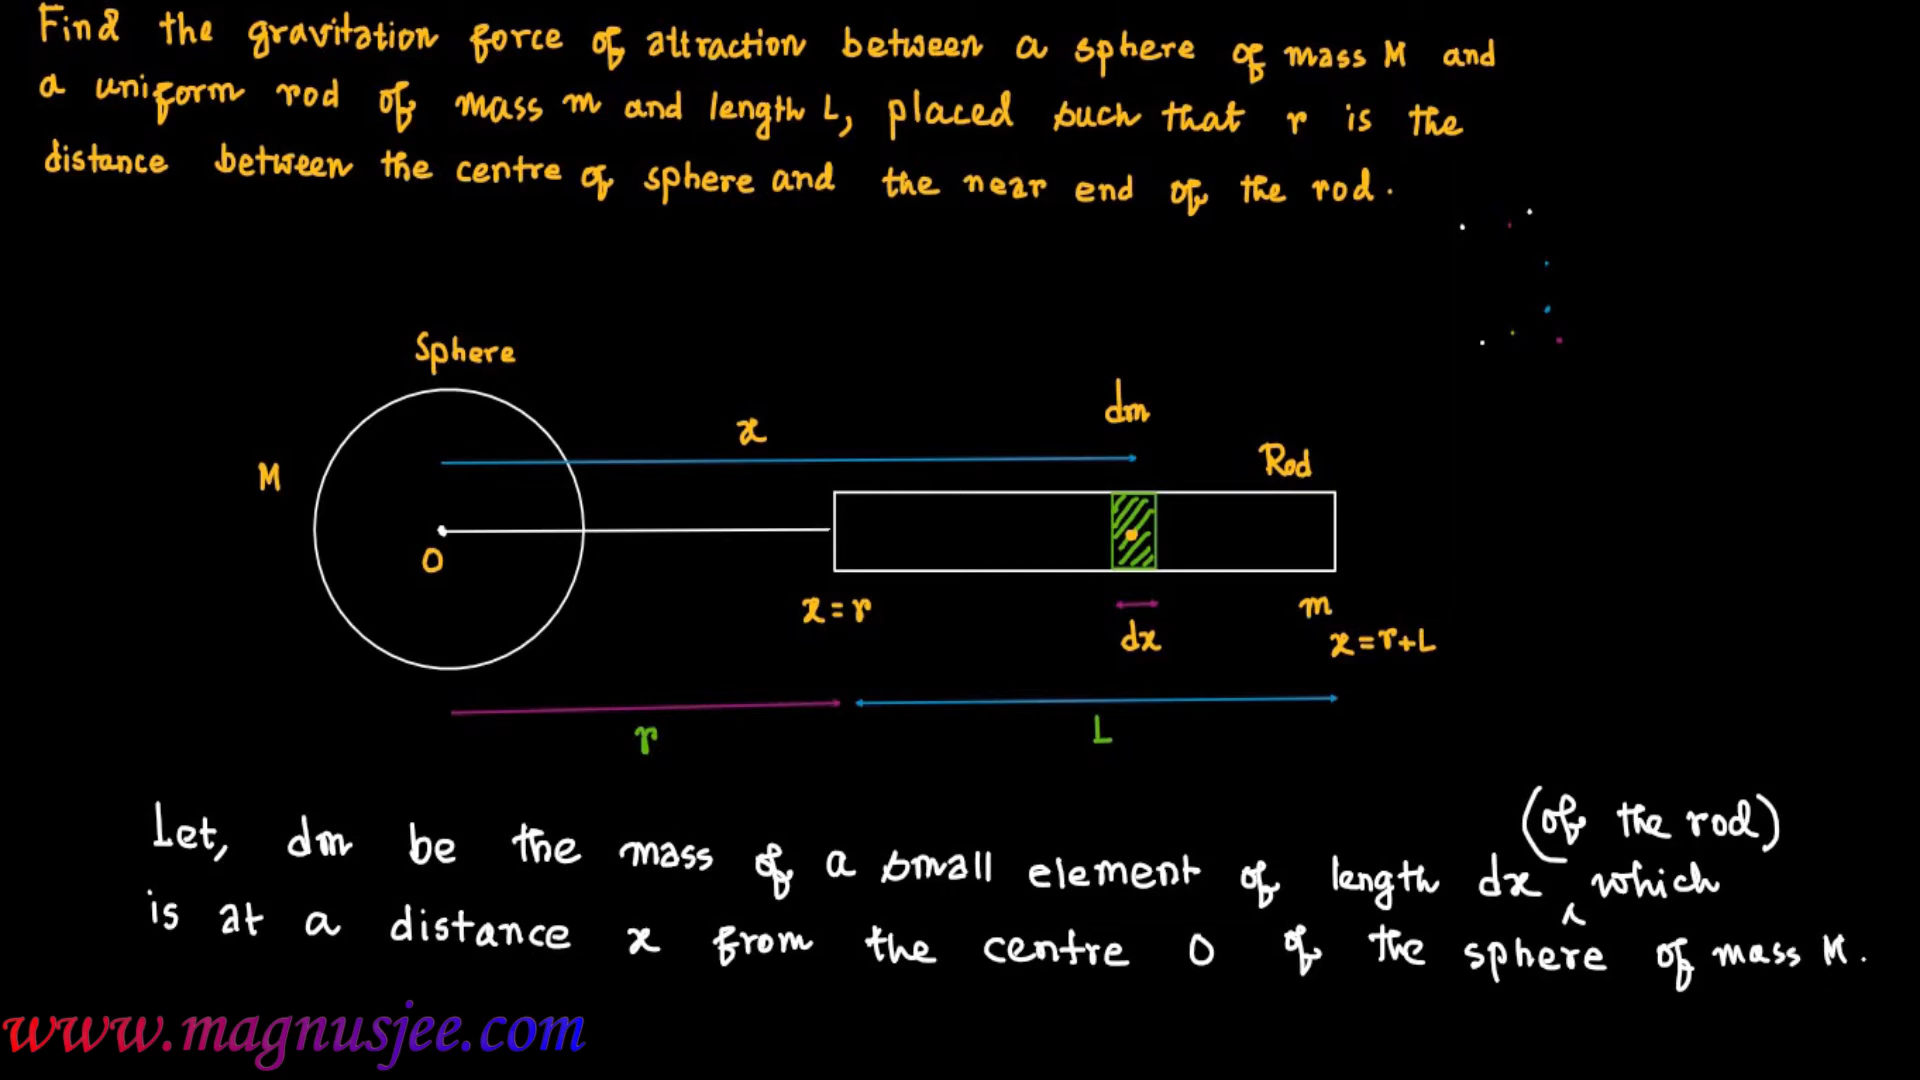 Find the gravitation force of attraction between a sphere of mass M and
a uniform rod of mass m and length L, placed such that r is the
distance between the centre of sphere and the near end of the rod.
Sphere
dm
x
Rod
M
O
x = r
m
dx
x = r+L
r
L
(of the rod)
Let, dm be the mass of a small element of length dx ^ which
is at a distance x from the centre O of the sphere of mass M.
www.magnusjee.com